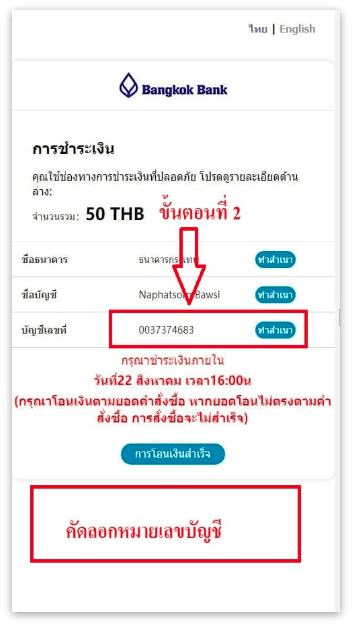 ไทย | English
Bangkok Bank
การชำระเงิน
คุณใช้ช่องทางการชำระเงินที่ปลอดภัย โปรดดูรายละเอียดด้าน
ล่าง:
จำนวนรวม: 50 THB ขั้นตอนที่ 2
ชื่อธนาคาร ธนาคารกรุงเทพ ทำสำเนา
ชื่อบัญชี Naphatsorn Bawsi ทำสำเนา
บัญชีเลขที่ 0037374683 ทำสำเนา
กรุณาชำระเงินภายใน
วันที่22 สิงหาคม เวลา16:00น
(กรุณาโอนเงินตามยอดคำสั่งซื้อ หากยอดโอนไม่ตรงตามคำ
สั่งซื้อ การสั่งซื้อจะไม่สำเร็จ)
การโอนเงินสำเร็จ
คัดลอกหมายเลขบัญชี